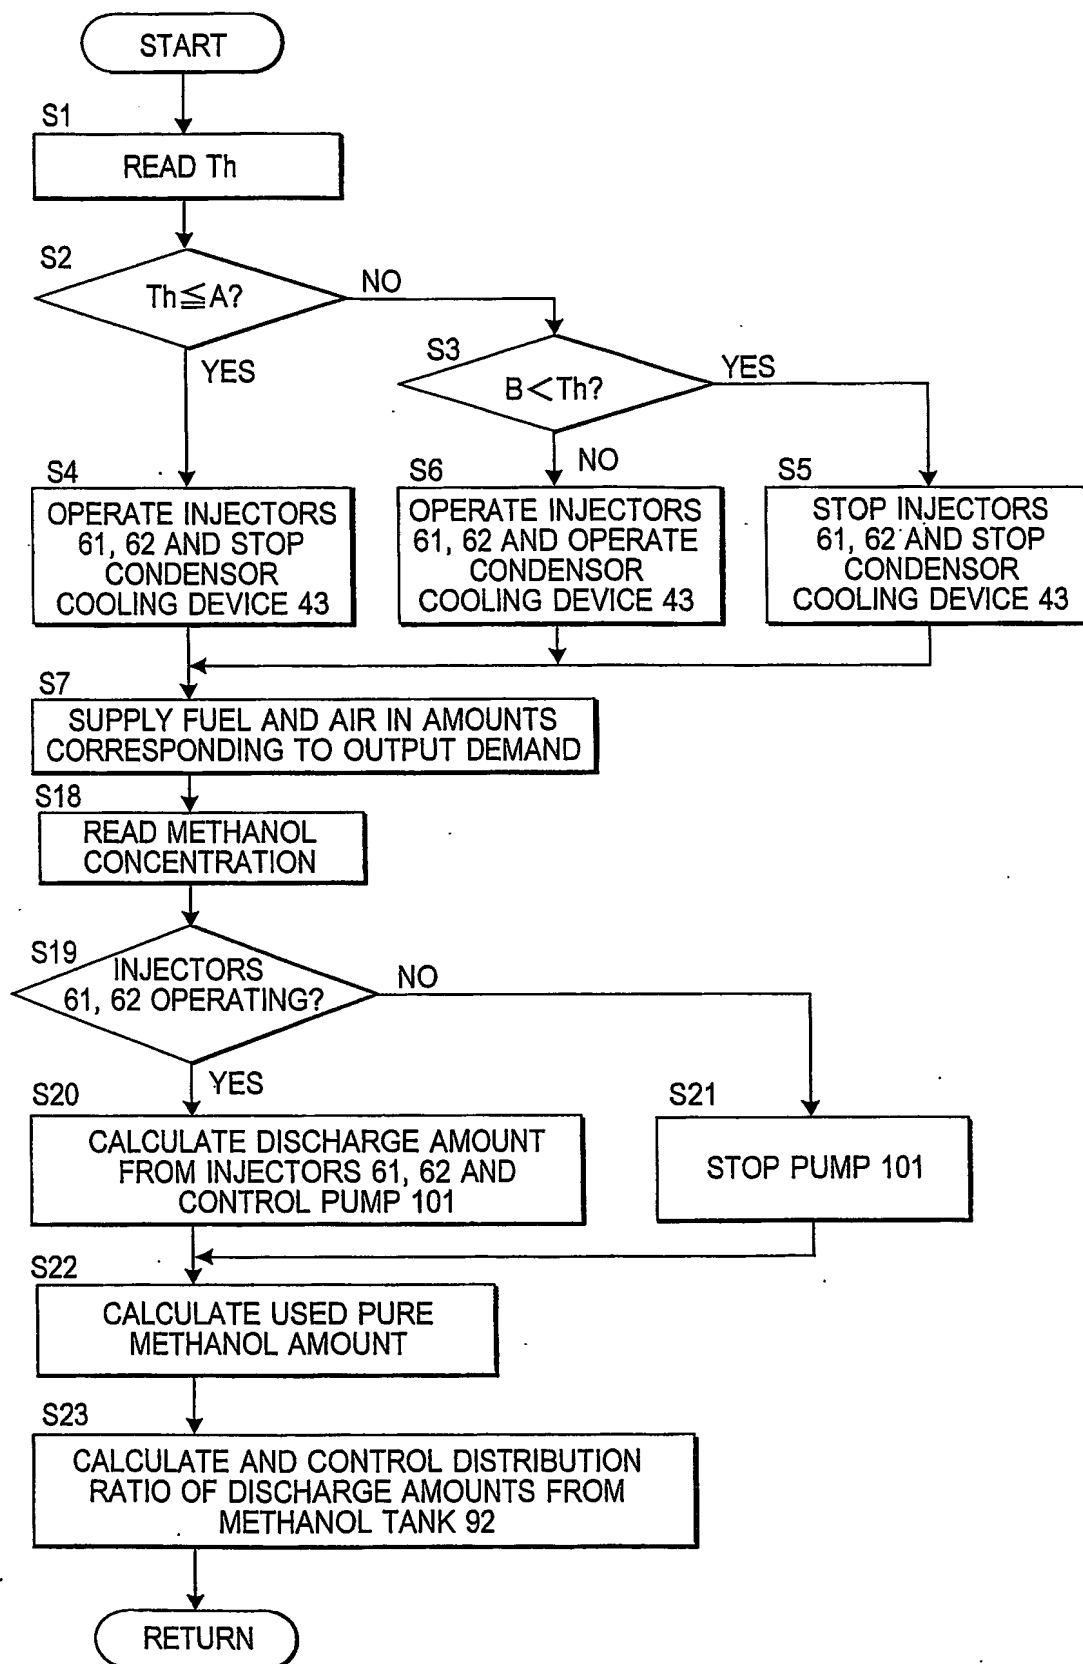 START
S1
READ Th
S2
Th≦A?
NO
YES
S3
B<Th?
YES
NO
S4
OPERATE INJECTORS
61, 62 AND STOP
CONDENSOR
COOLING DEVICE 43
S6
OPERATE INJECTORS
61, 62 AND OPERATE
CONDENSOR
COOLING DEVICE 43
S5
STOP INJECTORS
61, 62 AND STOP
CONDENSOR
COOLING DEVICE 43
S7
SUPPLY FUEL AND AIR IN AMOUNTS
CORRESPONDING TO OUTPUT DEMAND
S18
READ METHANOL
CONCENTRATION
S19
INJECTORS
61, 62 OPERATING?
NO
YES
S20
CALCULATE DISCHARGE AMOUNT
FROM INJECTORS 61, 62 AND
CONTROL PUMP 101
S21
STOP PUMP 101
S22
CALCULATE USED PURE
METHANOL AMOUNT
S23
CALCULATE AND CONTROL DISTRIBUTION
RATIO OF DISCHARGE AMOUNTS FROM
METHANOL TANK 92
RETURN